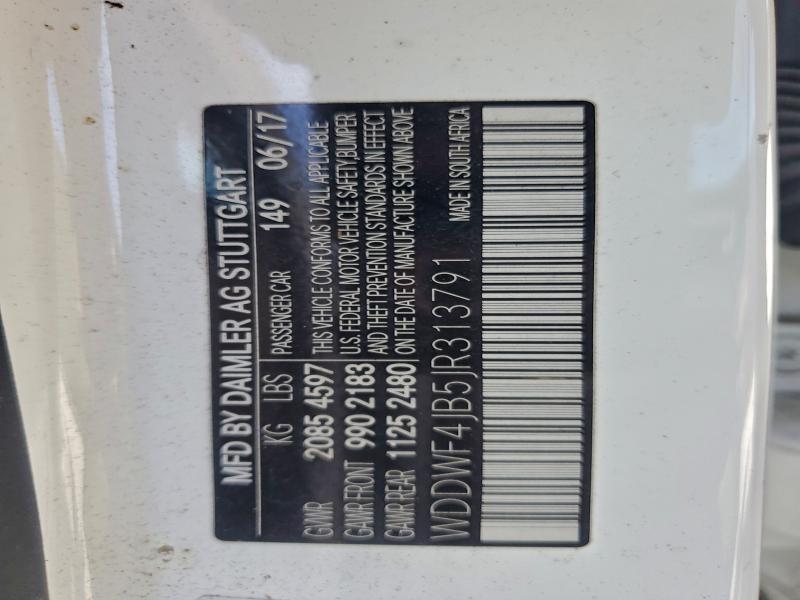 MFD BY DAIMLER AG STUTTGART
KG LBS PASSENGER CAR 149 06/17
GVWR 2085 4597 THIS VEHICLE CONFORMS TO ALL APPLICABLE
GAWR FRONT 990 2183 U.S. FEDERAL MOTOR VEHICLE SAFETY,BUMPER
AND THEFT PREVENTION STANDARDS IN EFFECT
GAWR REAR 1125 2480 ON THE DATE OF MANUFACTURE SHOWN ABOVE
WDDWF4JB5JR313791 MADE IN SOUTH AFRICA